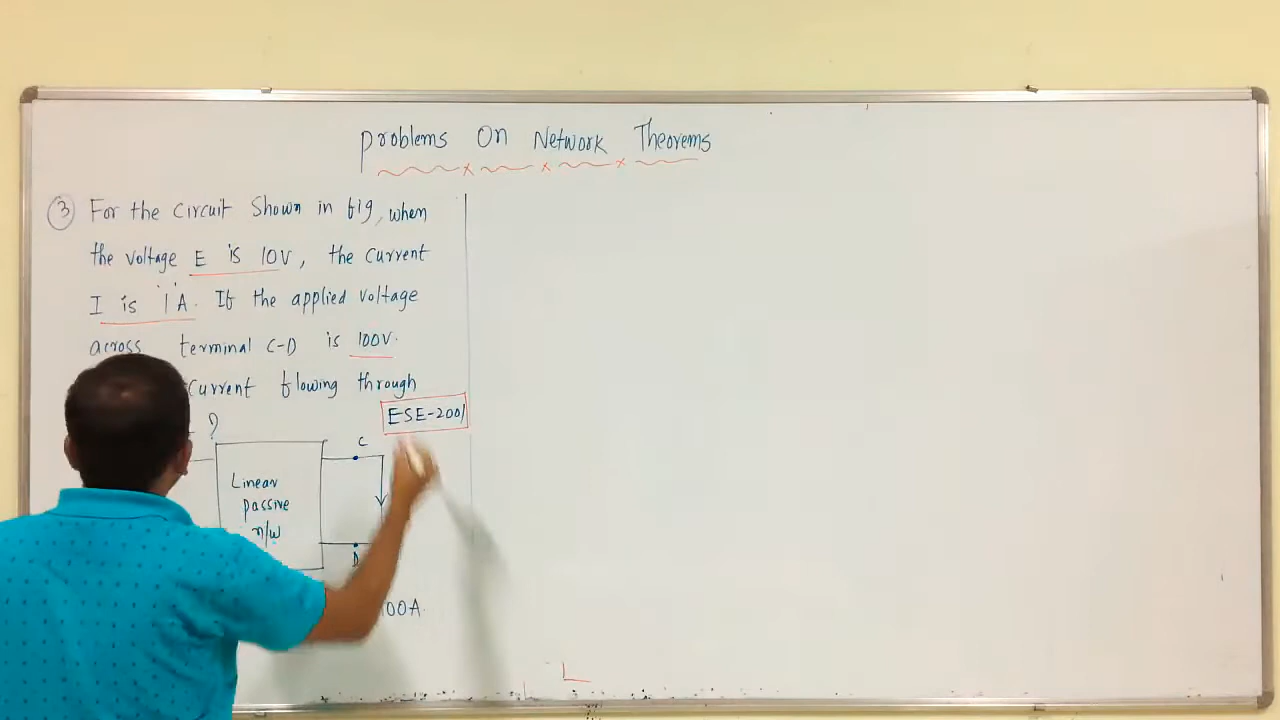 Problems On Network Theorems
③ For the circuit Shown in fig, when
the voltage E is 10V, the current
I is 1A. If the applied voltage
across terminal C-D is 100V.
current flowing through
?
ESE-2001
C
Linear
passive
n/w
D
00A.